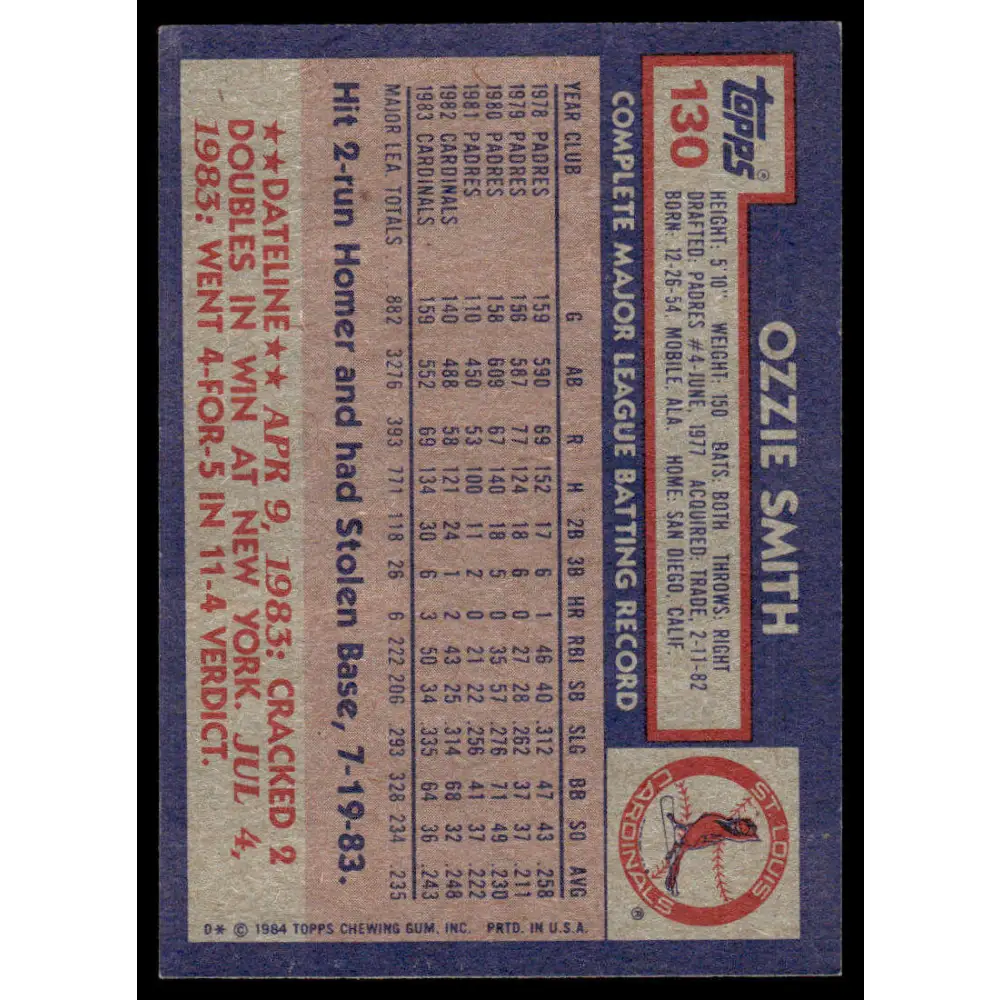 Topps®
130
OZZIE SMITH
HEIGHT: 5'10" WEIGHT: 150 BATS: BOTH THROWS: RIGHT
DRAFTED: PADRES #4-JUNE, 1977 ACQUIRED: TRADE, 2-11-82
BORN: 12-26-54, MOBILE, ALA. HOME: SAN DIEGO, CALIF.
ST. LOUIS
CARDINALS
®
COMPLETE MAJOR LEAGUE BATTING RECORD
YEAR CLUB G AB R H 2B 3B HR RBI SB SLG BB SO AVG
1978 PADRES 159 590 69 152 17 6 1 46 40 .312 47 43 .258
1979 PADRES 156 587 77 124 18 6 0 27 28 .262 37 37 .211
1980 PADRES 158 609 67 140 18 5 0 35 57 .276 71 49 .230
1981 PADRES 110 450 53 100 11 2 0 21 22 .256 41 37 .222
1982 CARDINALS 140 488 58 121 24 1 2 43 25 .314 68 32 .248
1983 CARDINALS 159 552 69 134 30 6 3 50 34 .335 64 36 .243
MAJOR LEA. TOTALS... 882 3276 393 771 118 26 6 222 206 .293 328 234 .235
Hit 2-run Homer and had Stolen Base, 7-19-83.
★★DATELINE★★ APR 9, 1983: CRACKED 2
DOUBLES IN WIN AT NEW YORK. JUL 4,
1983: WENT 4-FOR-5 IN 11-4 VERDICT.
D* © 1984 TOPPS CHEWING GUM, INC. PRTD. IN U.S.A.